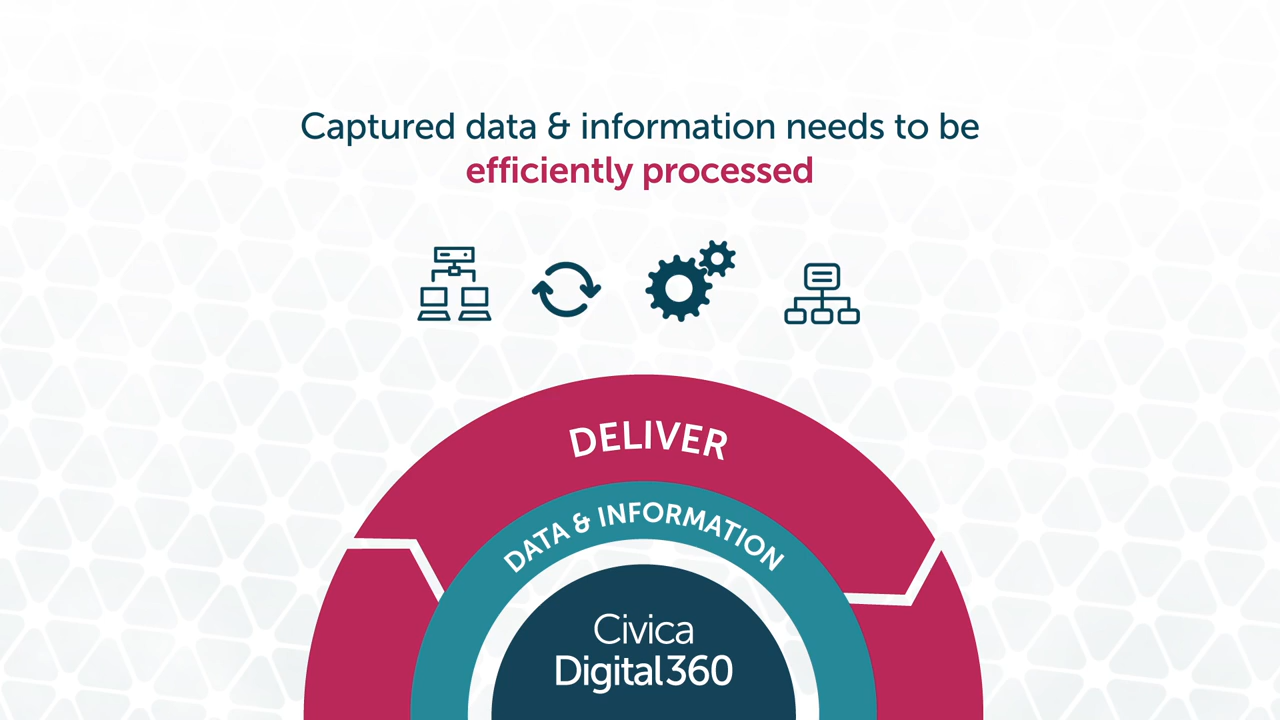 Captured data & information needs to be
efficiently processed
DELIVER
DATA & INFORMATION
Civica
Digital360